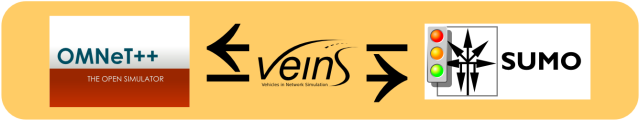 OMNeT++
THE OPEN SIMULATOR
veins
Vehicles in Network Simulation
SUMO